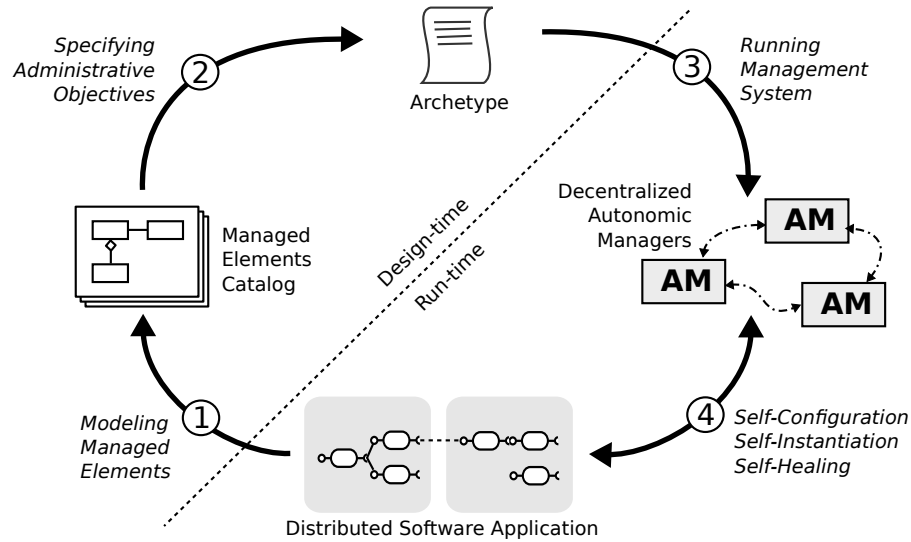 Specifying
Administrative
Objectives
2
Archetype
3
Running
Management
System
Managed
Elements
Catalog
Design-time
Run-time
Decentralized
Autonomic
Managers
AM
AM
AM
1
Modeling
Managed
Elements
4
Self-Configuration
Self-Instantiation
Self-Healing
Distributed Software Application